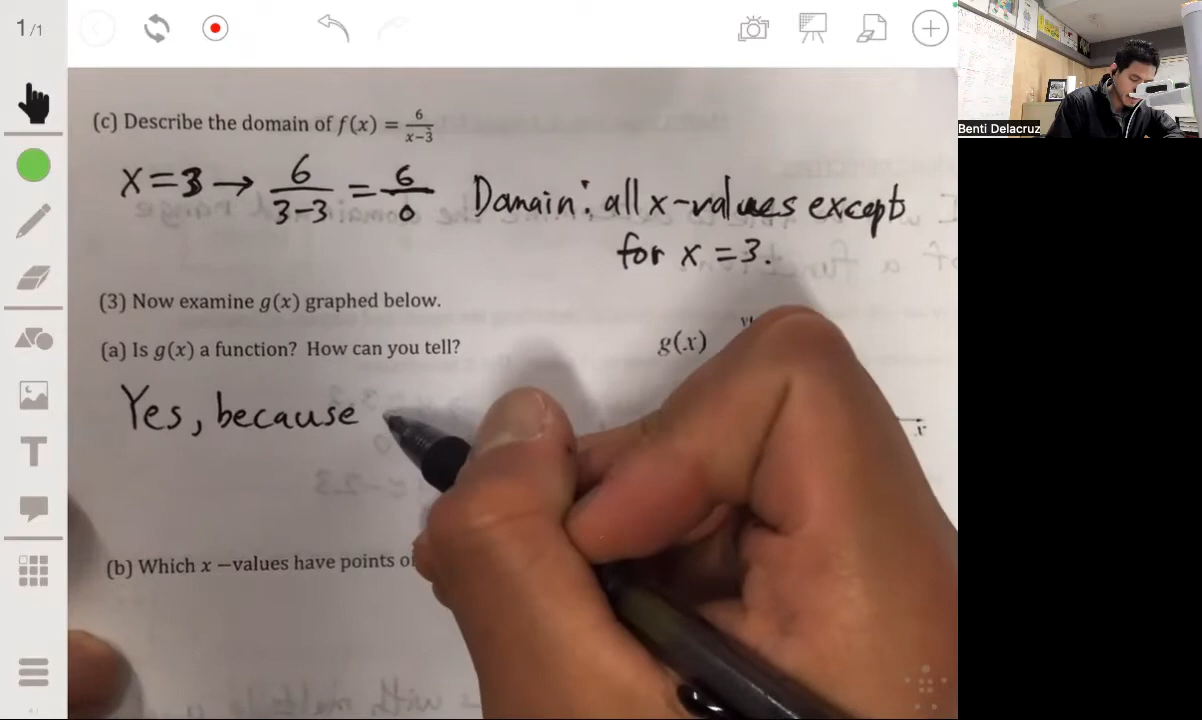 1/1
Benti Delacruz
(c) Describe the domain of f(x) = 6/(x−3)
x=3 → 6/(3−3) = 6/0 Domain: all x-values except
for x = 3.
(3) Now examine g(x) graphed below.
(a) Is g(x) a function? How can you tell?
g(x)
Yes, because
x
(b) Which x −values have points
T